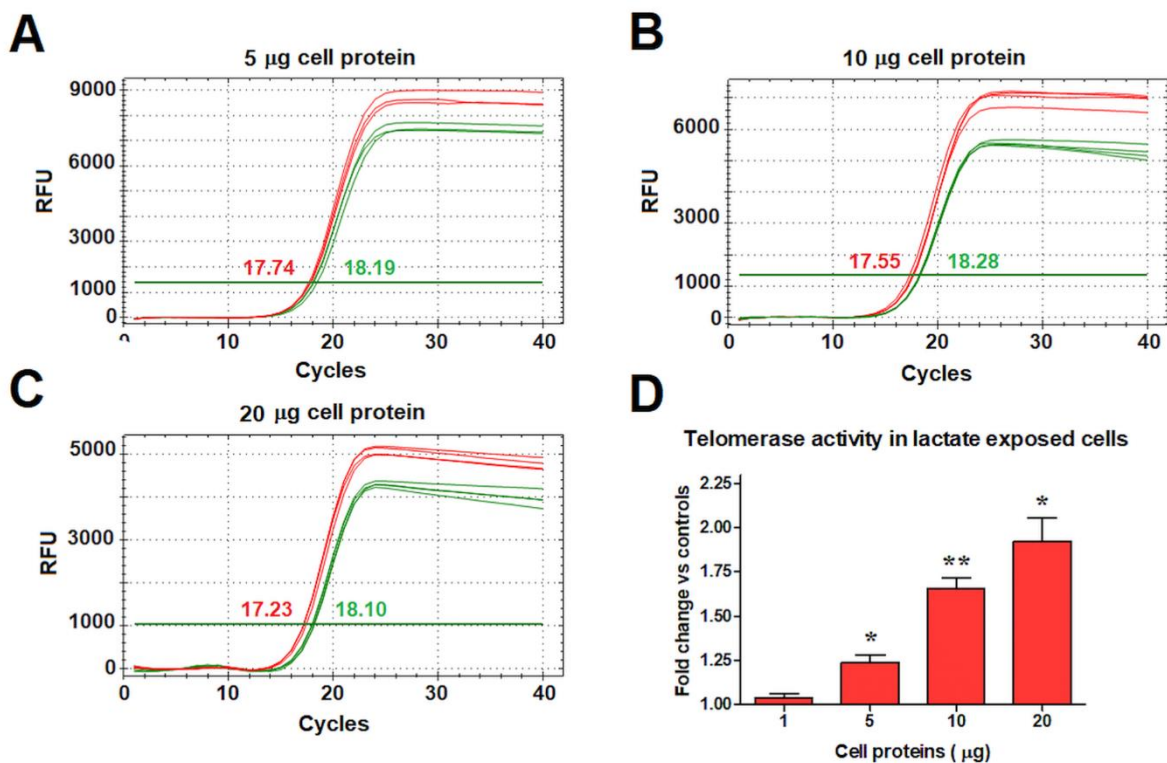 A
5 μg cell protein
9000
6000
3000
1000
0
RFU
17.74 18.19
0 10 20 30 40
Cycles
B
10 μg cell protein
6000
3000
1000
0
RFU
17.55 18.28
0 10 20 30 40
Cycles
C
20 μg cell protein
5000
3000
1000
0
RFU
17.23 18.10
0 10 20 30 40
Cycles
D
Telomerase activity in lactate exposed cells
2.25
2.00
1.75
1.50
1.25
1.00
Fold change vs controls
* ** *
1 5 10 20
Cell proteins ( μg)